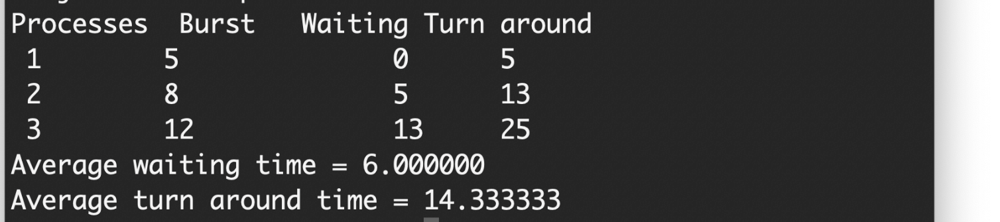 Processes Burst Waiting Turn around
1 5 0 5
2 8 5 13
3 12 13 25
Average waiting time = 6.000000
Average turn around time = 14.333333